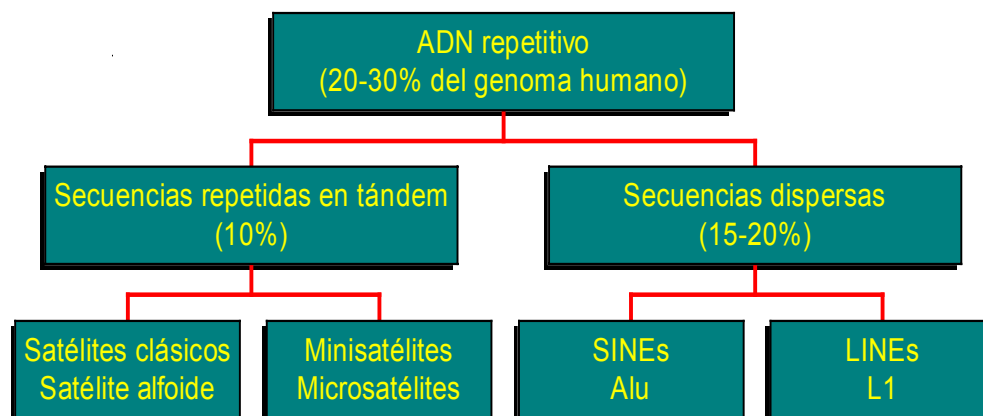 ADN repetitivo
(20-30% del genoma humano)
Secuencias repetidas en tándem
(10%)
Secuencias dispersas
(15-20%)
Satélites clásicos
Satélite alfoide
Minisatélites
Microsatélites
SINEs
Alu
LINEs
L1